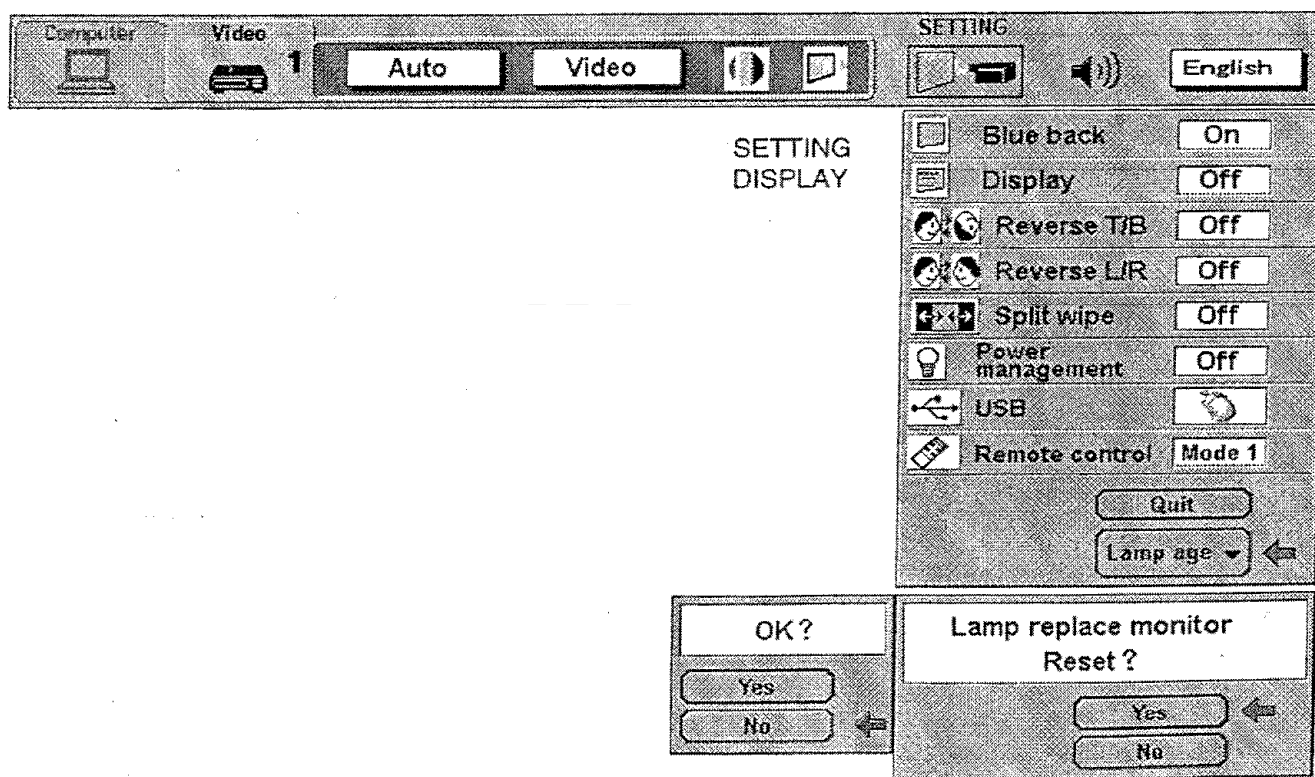 Computer
Video
1
Auto
Video
SETTING
English
SETTING
DISPLAY
Blue back On
Display Off
Reverse T/B Off
Reverse L/R Off
Split wipe Off
Power
management Off
USB
Remote control Mode 1
Quit
Lamp age
OK?
Yes
No
Lamp replace monitor
Reset?
Yes
No